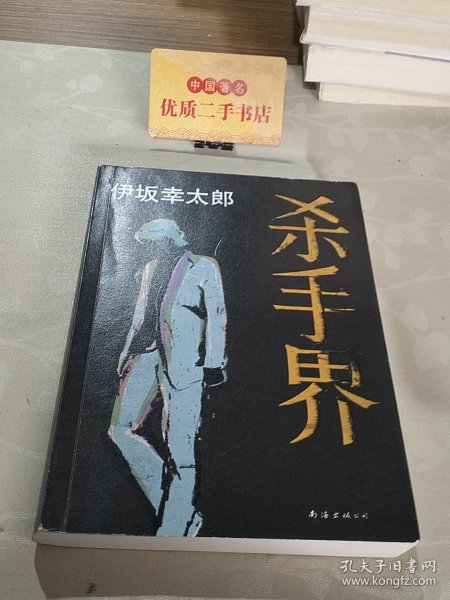 中国著名
优质二手书店
伊坂幸太郎
杀手界
南海出版公司
孔夫子旧书网
www.kongfz.com